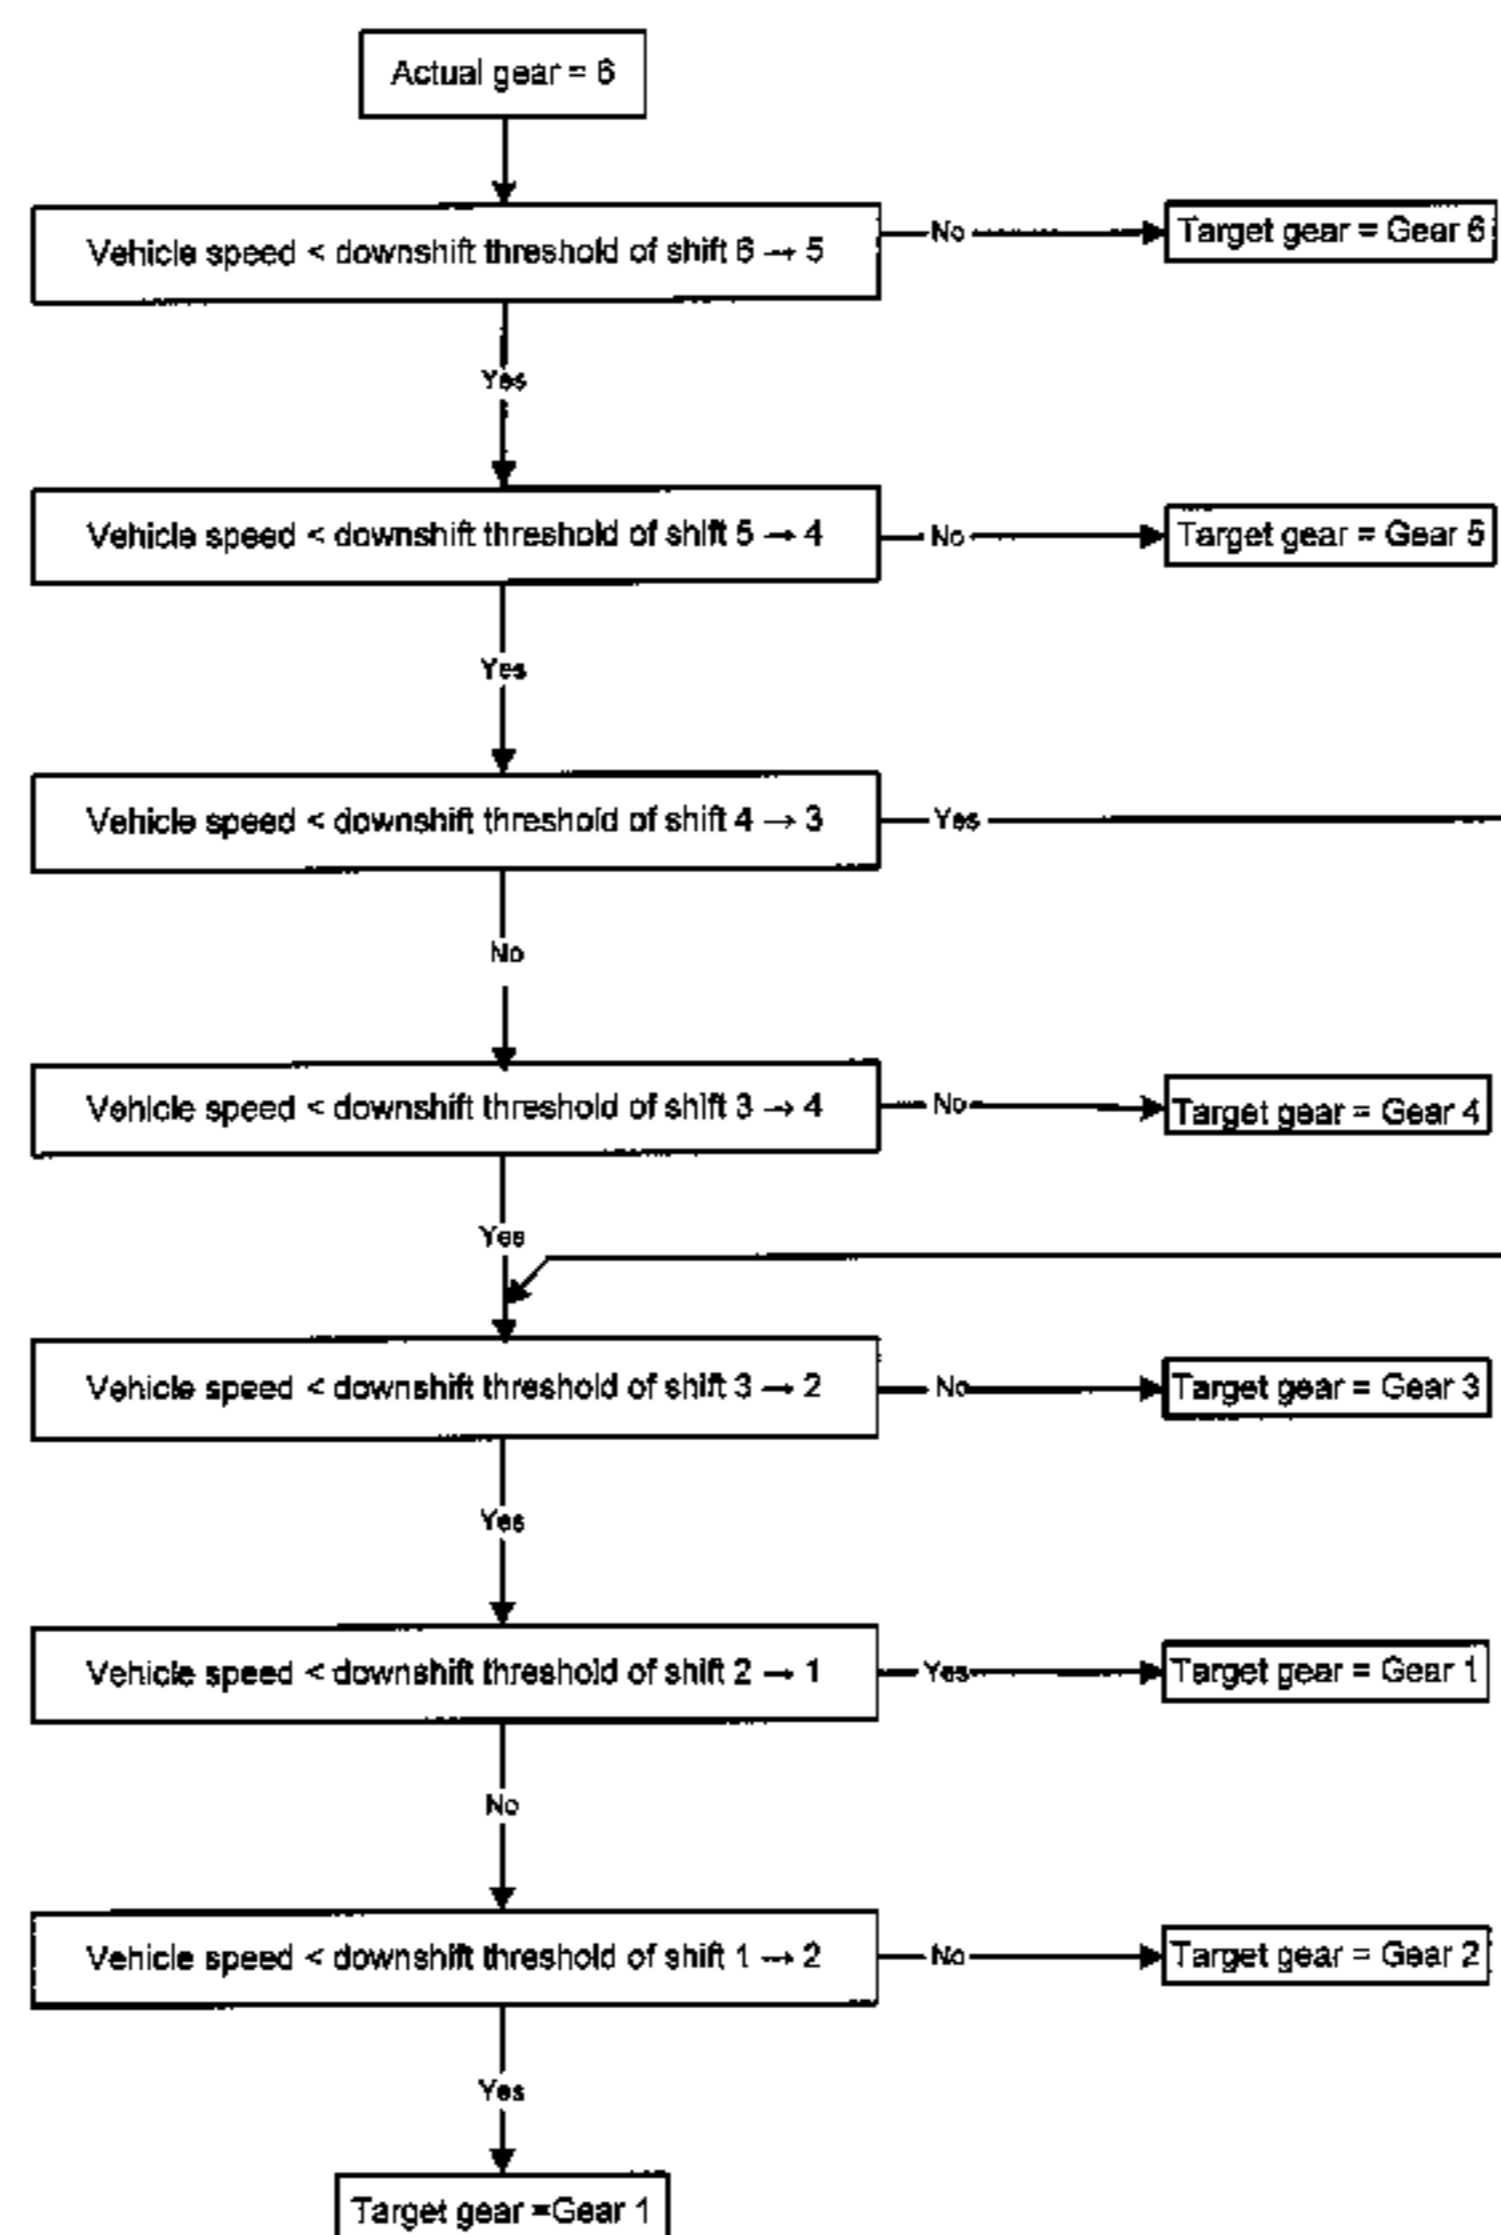 Actual gear = 6
Vehicle speed < downshift threshold of shift 6 → 5
No
Target gear = Gear 6
Yes
Vehicle speed < downshift threshold of shift 5 → 4
No
Target gear = Gear 5
Yes
Vehicle speed < downshift threshold of shift 4 → 3
Yes
No
Vehicle speed < downshift threshold of shift 3 → 4
No
Target gear = Gear 4
Yes
Vehicle speed < downshift threshold of shift 3 → 2
No
Target gear = Gear 3
Yes
Vehicle speed < downshift threshold of shift 2 → 1
Yes
Target gear = Gear 1
No
Vehicle speed < downshift threshold of shift 1 → 2
No
Target gear = Gear 2
Yes
Target gear =Gear 1